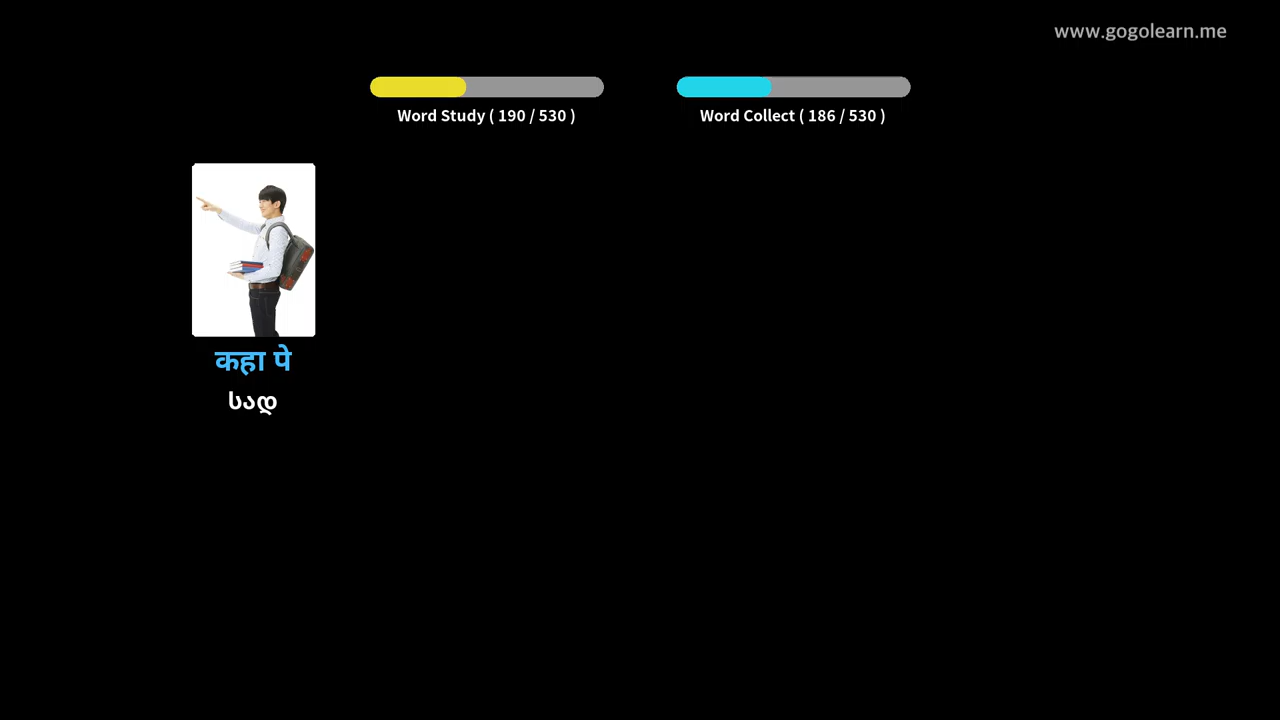 www.gogolearn.me
Word Study ( 190 / 530 )
Word Collect ( 186 / 530 )
कहा पे
სად